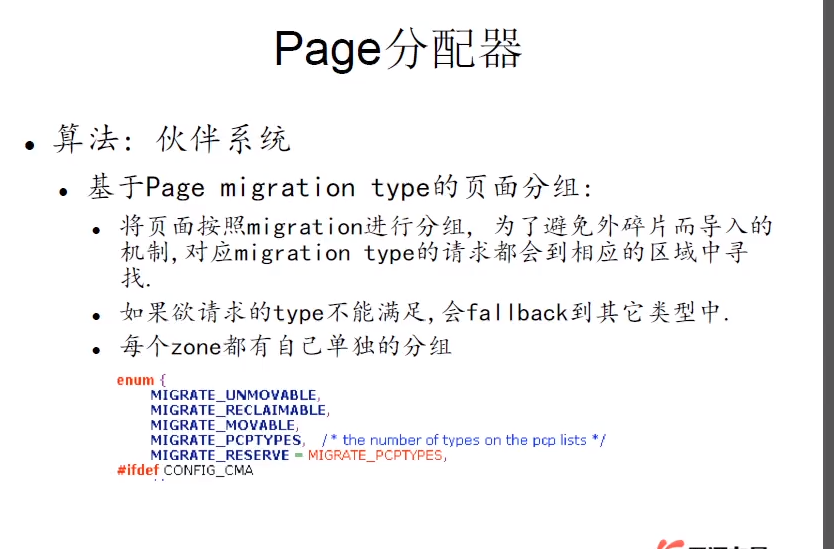 Page分配器
• 算法: 伙伴系统
• 基于Page migration type的页面分组:
• 将页面按照migration进行分组, 为了避免外碎片而导入的
机制,对应migration type的请求都会到相应的区域中寻
找.
• 如果欲请求的type不能满足,会fallback到其它类型中.
• 每个zone都有自己单独的分组
enum {
MIGRATE_UNMOVABLE,
MIGRATE_RECLAIMABLE,
MIGRATE_MOVABLE,
MIGRATE_PCPTYPES, /* the number of types on the pcp lists */
MIGRATE_RESERVE = MIGRATE_PCPTYPES,
#ifdef CONFIG_CMA